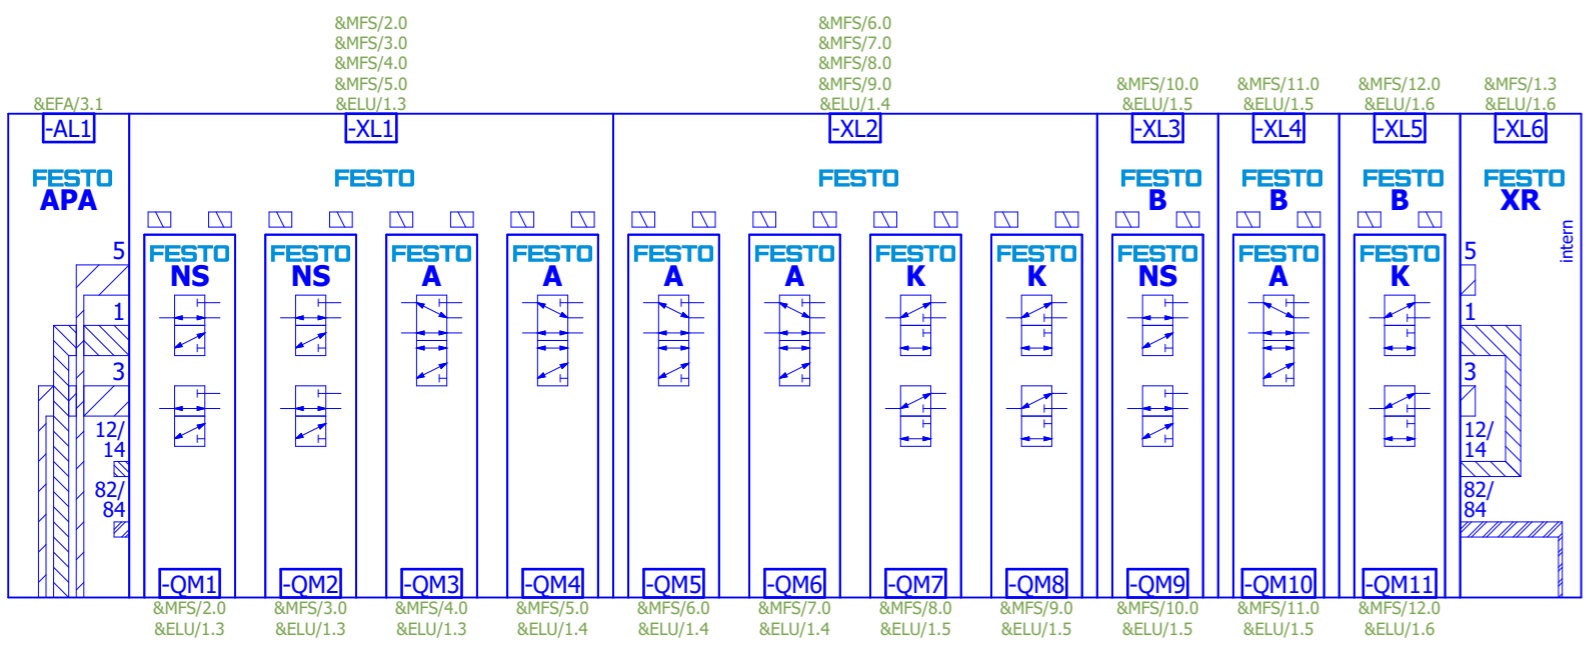 &MFS/2.0
&MFS/3.0
&MFS/4.0
&MFS/5.0
&ELU/1.3
&MFS/6.0
&MFS/7.0
&MFS/8.0
&MFS/9.0
&ELU/1.4
&EFA/3.1
&MFS/10.0
&ELU/1.5
&MFS/11.0
&ELU/1.5
&MFS/12.0
&ELU/1.6
&MFS/1.3
&ELU/1.6
-AL1
-XL1
-XL2
-XL3
-XL4
-XL5
-XL6
FESTO
APA
FESTO
FESTO
FESTO
B
FESTO
B
FESTO
B
FESTO
XR
intern
5
1
3
12/
14
82/
84
FESTO
NS
FESTO
NS
FESTO
A
FESTO
A
FESTO
A
FESTO
A
FESTO
K
FESTO
K
FESTO
NS
FESTO
A
FESTO
K
5
1
3
12/
14
82/
84
-QM1
-QM2
-QM3
-QM4
-QM5
-QM6
-QM7
-QM8
-QM9
-QM10
-QM11
&MFS/2.0
&ELU/1.3
&MFS/3.0
&ELU/1.3
&MFS/4.0
&ELU/1.3
&MFS/5.0
&ELU/1.4
&MFS/6.0
&ELU/1.4
&MFS/7.0
&ELU/1.4
&MFS/8.0
&ELU/1.5
&MFS/9.0
&ELU/1.5
&MFS/10.0
&ELU/1.5
&MFS/11.0
&ELU/1.5
&MFS/12.0
&ELU/1.6